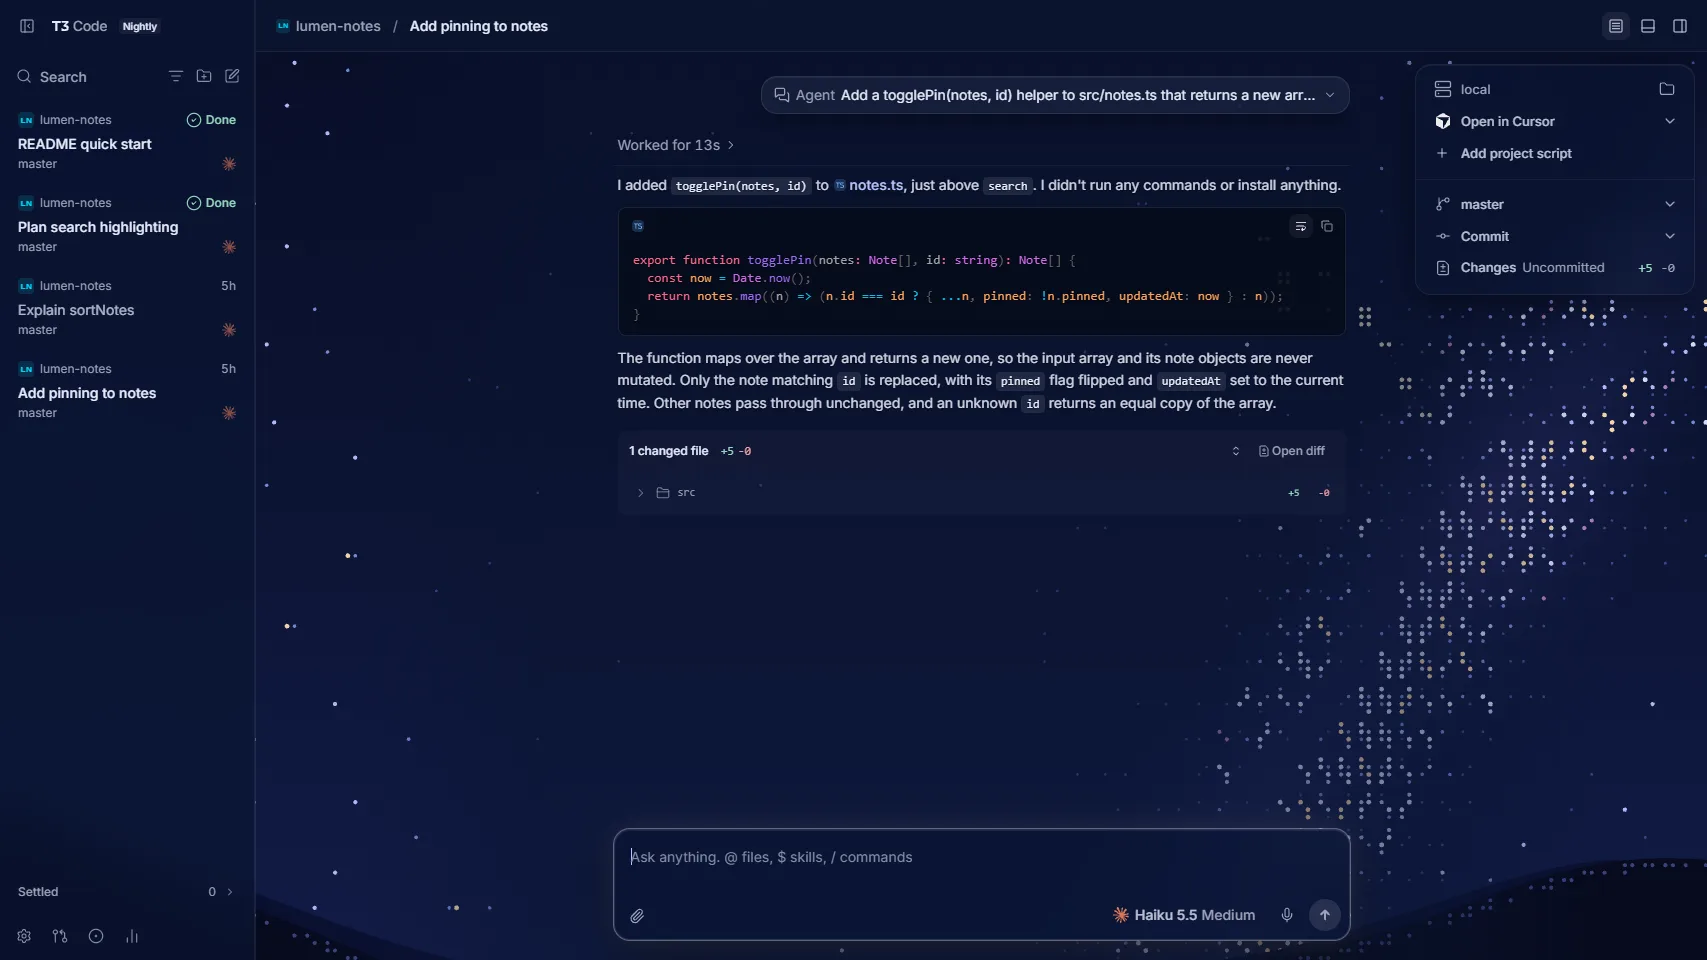 T3 Code Nightly
Search
LN lumen-notes Done
README quick start
master
LN lumen-notes Done
Plan search highlighting
master
LN lumen-notes 5h
Explain sortNotes
master
LN lumen-notes 5h
Add pinning to notes
master
Settled 0
LN lumen-notes / Add pinning to notes
Agent Add a togglePin(notes, id) helper to src/notes.ts that returns a new arr...
Worked for 13s
I added togglePin(notes, id) to TS notes.ts, just above search. I didn't run any commands or install anything.
TS
export function togglePin(notes: Note[], id: string): Note[] {
const now = Date.now();
return notes.map((n) => (n.id === id ? { ...n, pinned: !n.pinned, updatedAt: now } : n));
}
The function maps over the array and returns a new one, so the input array and its note objects are never
mutated. Only the note matching id is replaced, with its pinned flag flipped and updatedAt set to the current
time. Other notes pass through unchanged, and an unknown id returns an equal copy of the array.
1 changed file +5 -0 Open diff
src +5 -0
Ask anything. @ files, $ skills, / commands
Haiku 5.5 Medium
local
Open in Cursor
Add project script
master
Commit
Changes Uncommitted +5 -0